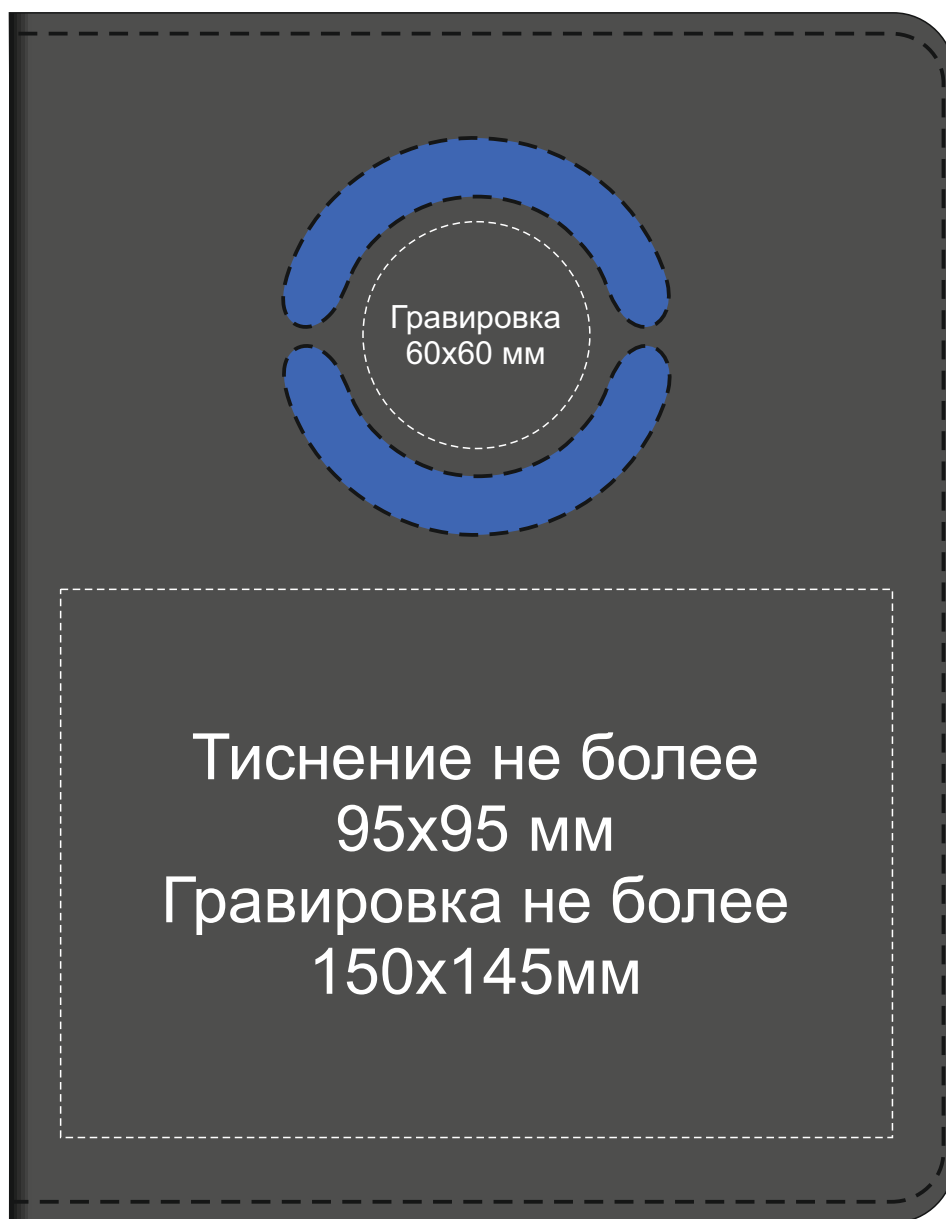 Гравировка
60х60 мм
Тиснение не более
95х95 мм
Гравировка не более
150х145мм